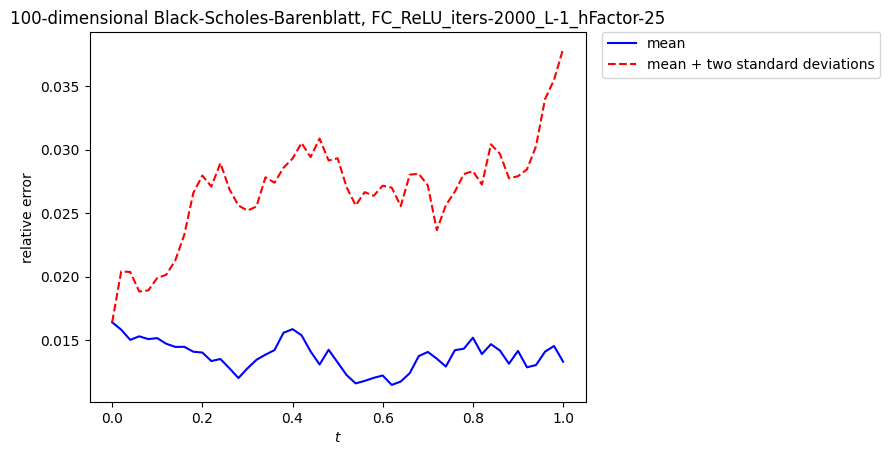 100-dimensional Black-Scholes-Barenblatt, FC_ReLU_iters-2000_L-1_hFactor-25
mean
mean + two standard deviations
relative error
0.035
0.030
0.025
0.020
0.015
0.0 0.2 0.4 0.6 0.8 1.0
t